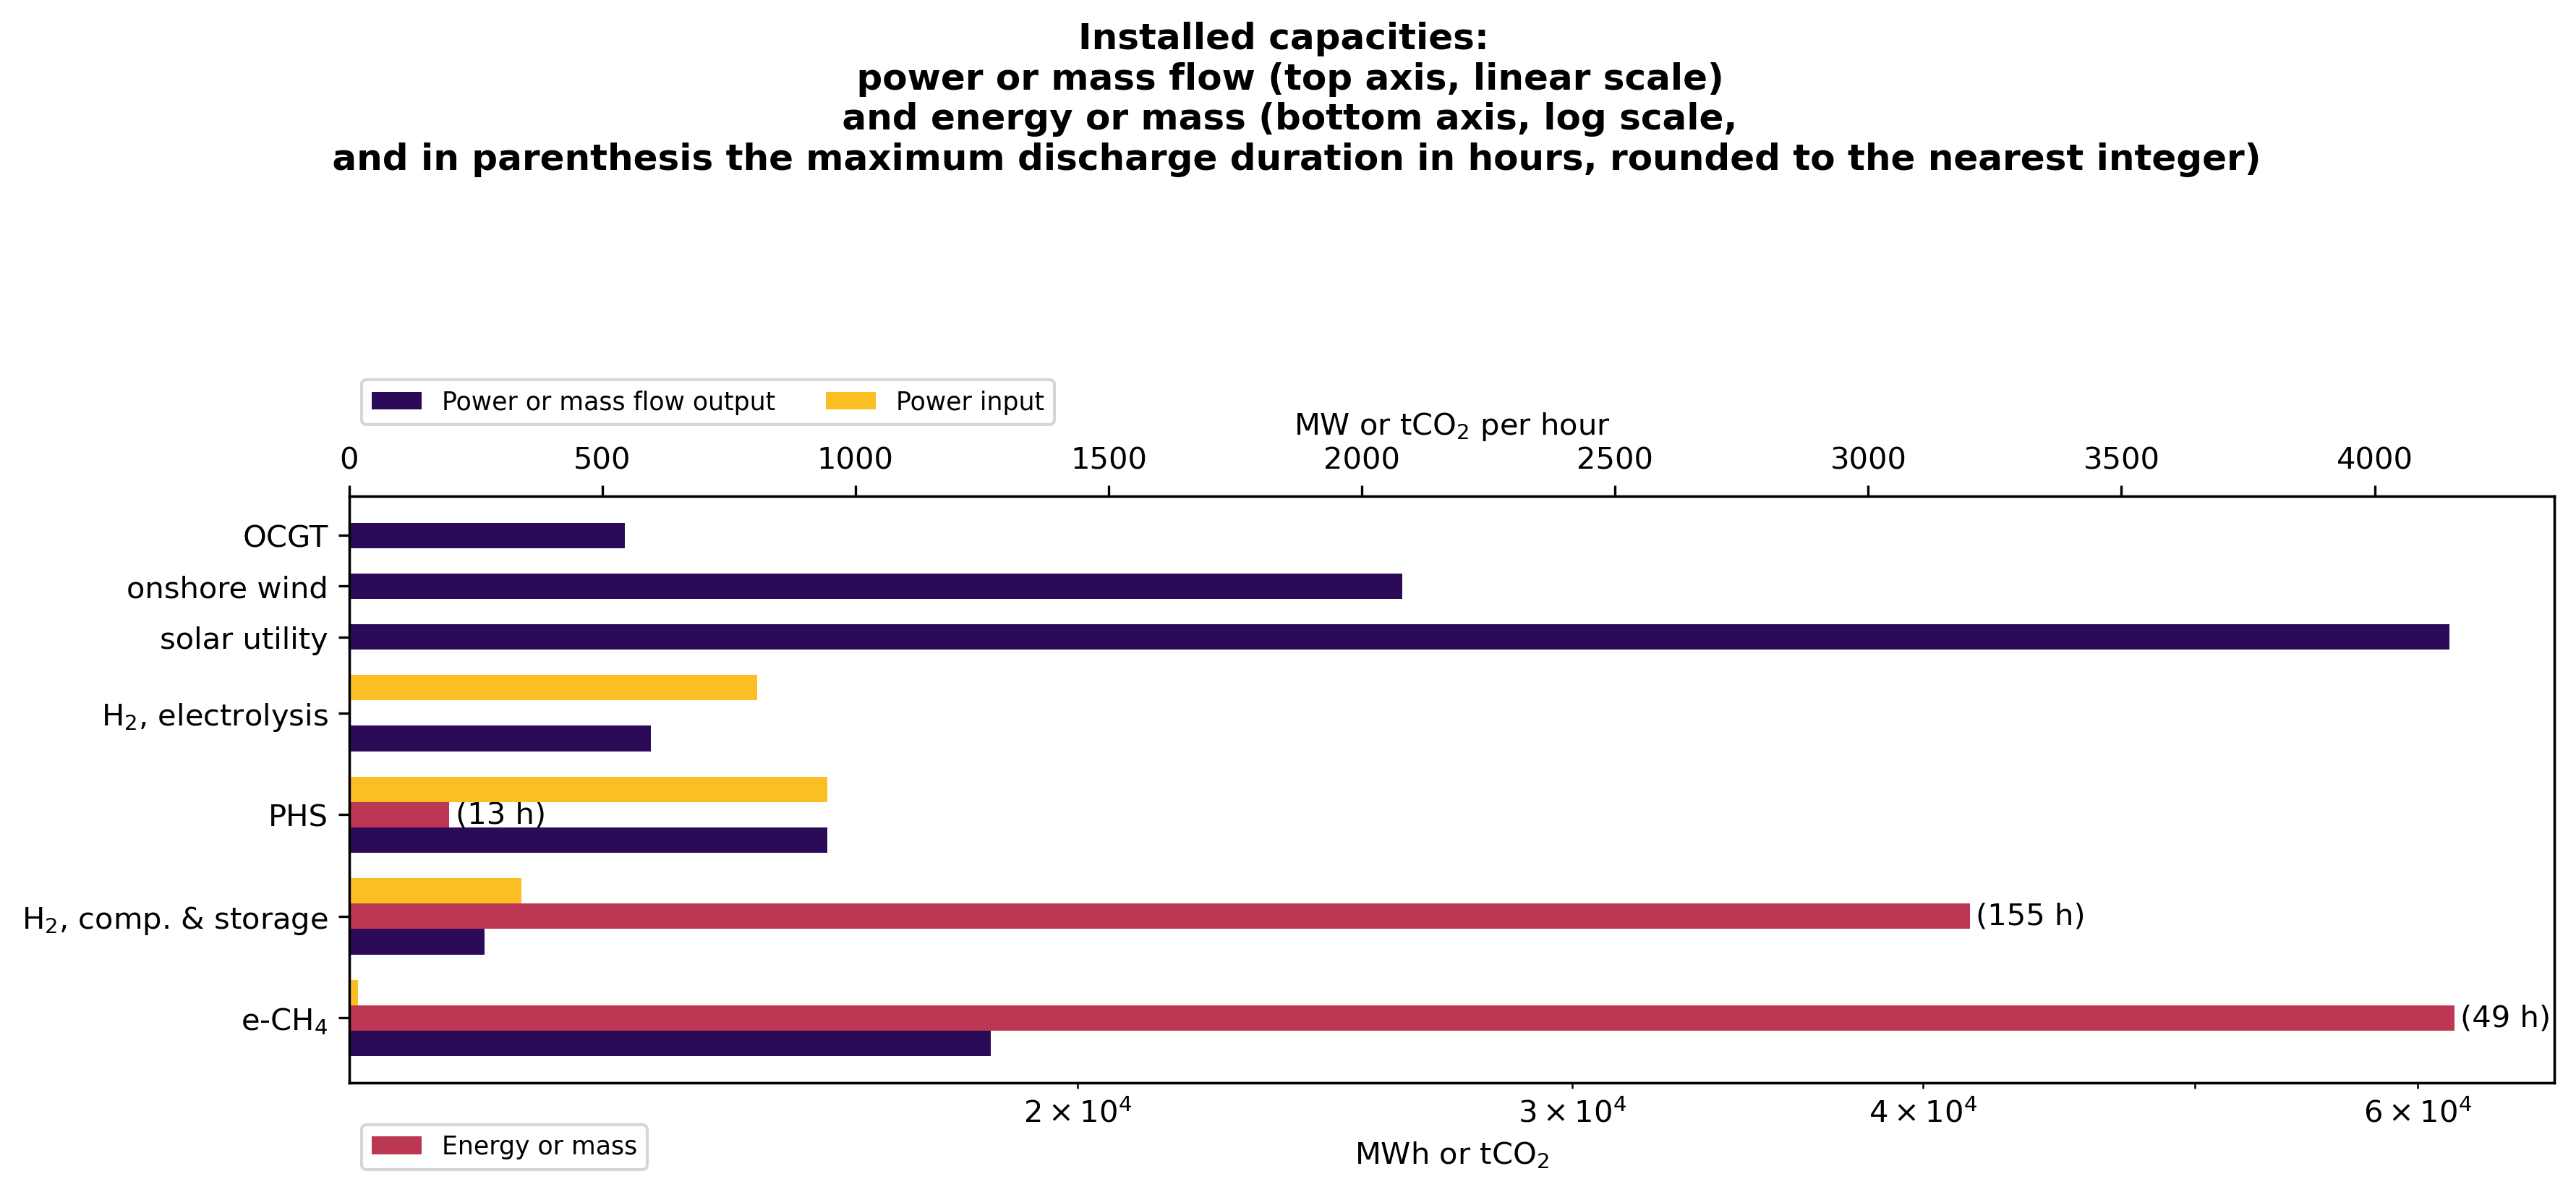 Installed capacities:
power or mass flow (top axis, linear scale)
and energy or mass (bottom axis, log scale,
and in parenthesis the maximum discharge duration in hours, rounded to the nearest integer)
Power or mass flow output Power input
MW or tCO₂ per hour
0 500 1000 1500 2000 2500 3000 3500 4000
OCGT
onshore wind
solar utility
H₂, electrolysis
PHS (13 h)
H₂, comp. & storage (155 h)
e-CH₄ (49 h)
2 × 10⁴ 3 × 10⁴ 4 × 10⁴ 6 × 10⁴
Energy or mass
MWh or tCO₂